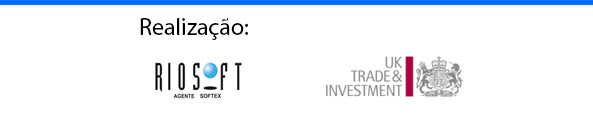 Realização:
RIOSOFT
AGENTE SOFTEX
UK
TRADE &
INVESTMENT